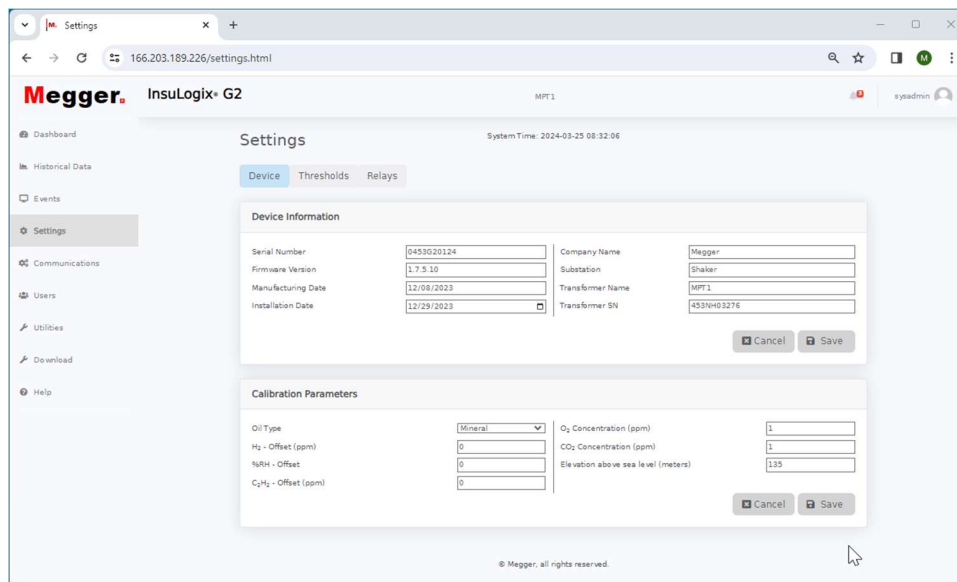 M. Settings
166.203.189.226/settings.html
M
Megger.
InsuLogix® G2
MPT1
sysadmin
Dashboard
Historical Data
Events
Settings
Communications
Users
Utilities
Download
Help
Settings
System Time: 2024-03-25 08:32:06
Device Thresholds Relays
Device Information
Serial Number 0453G20124
Firmware Version 1.7.5.10
Manufacturing Date 12/08/2023
Installation Date 12/29/2023
Company Name Megger
Substation Shaker
Transformer Name MPT1
Transformer SN 453NH03276
Cancel Save
Calibration Parameters
Oil Type Mineral
H₂ - Offset (ppm) 0
%RH - Offset 0
C₂H₂ - Offset (ppm) 0
O₂ Concentration (ppm) 1
CO₂ Concentration (ppm) 1
Elevation above sea level (meters) 135
Cancel Save
© Megger, all rights reserved.